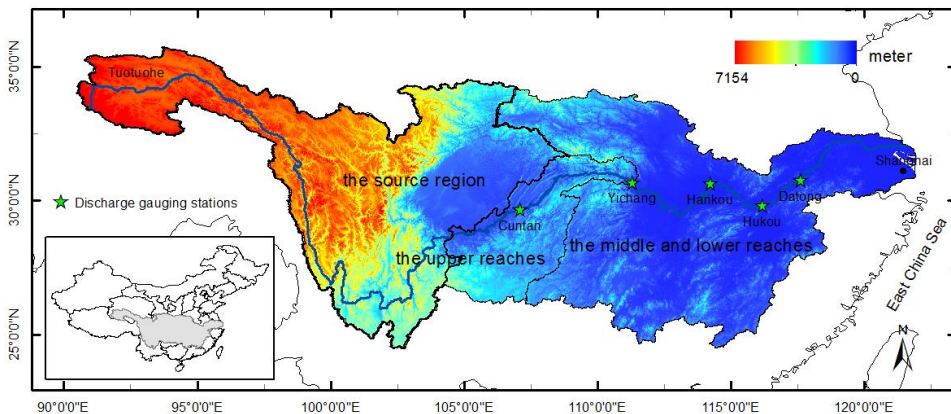 35°0'0"N
30°0'0"N
25°0'0"N
meter
7154
0
Tuotuohe
the source region
Discharge gauging stations
Cuntan
Yichang
Hankou
Hukou
Datong
Shanghai
the upper reaches
the middle and lower reaches
East China Sea
N
90°0'0"E
95°0'0"E
100°0'0"E
105°0'0"E
110°0'0"E
115°0'0"E
120°0'0"E